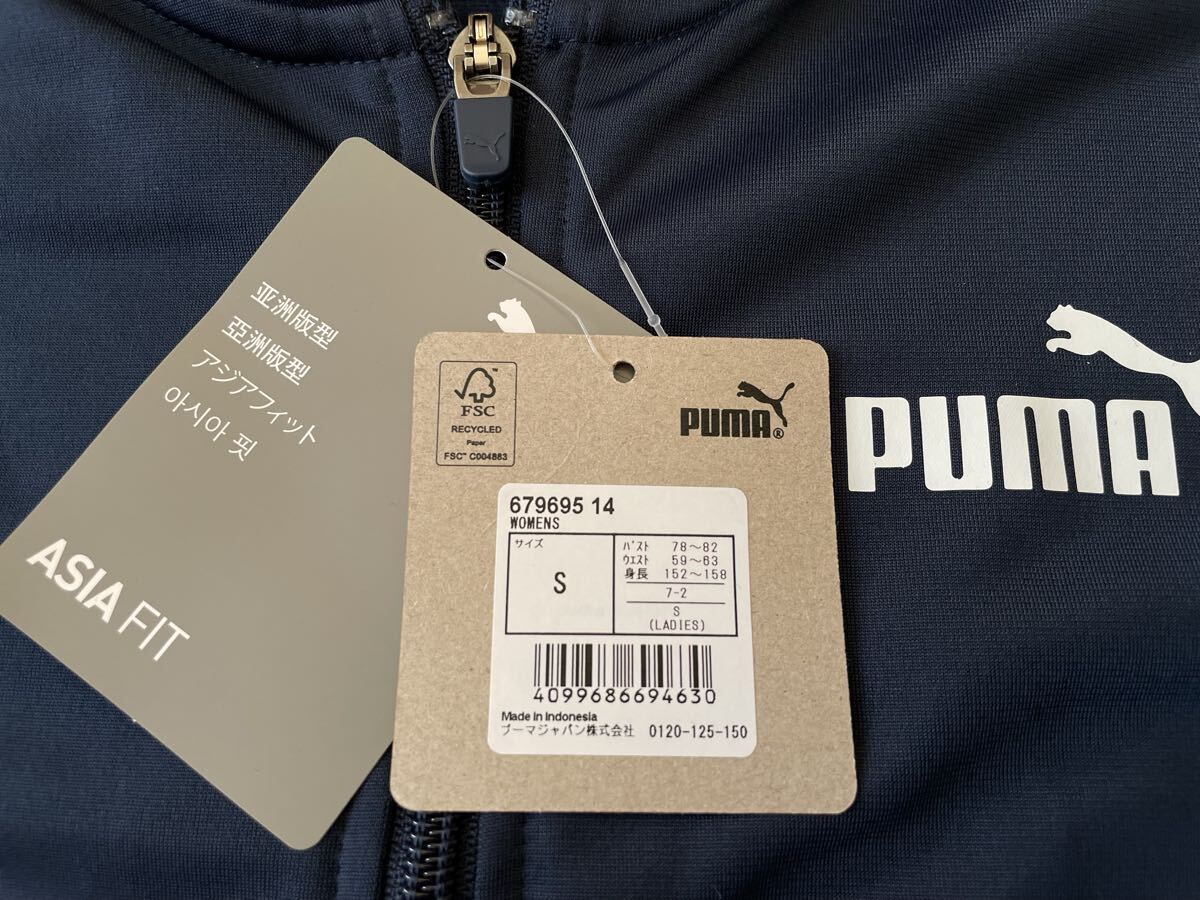 亚洲版型
亞洲版型
アジアフィット
아시아 핏
ASIA FIT
FSC™
RECYCLED
Paper
FSC™ C004883
PUMA®
679695 14
WOMENS
サイズ
S
バスト 78～82
ウエスト 59～63
身長 152～158
7-2
S
(LADIES)
4099686694630
Made in Indonesia
プーマジャパン株式会社 0120-125-150
PUMA